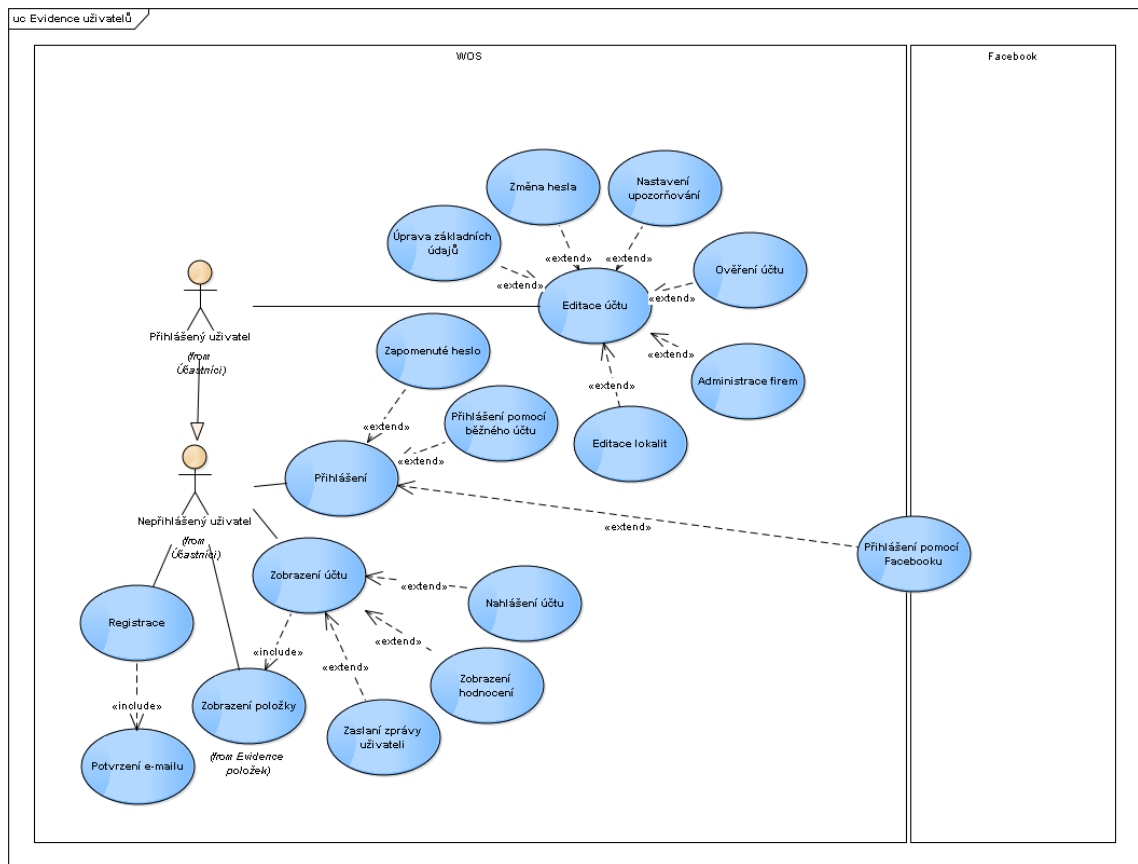 uc Evidence uživatelů
WOS
Facebook
Změna hesla
Nastavení
upozorňování
Úprava základních
údajů
«extend»
«extend»
Ověření účtu
«extend»
«extend»
Editace účtu
Přihlášený uživatel
(from
Účastníci)
Zapomenuté heslo
«extend»
Administrace firem
«extend»
Přihlášení pomocí
běžného účtu
«extend»
Editace lokalit
«extend»
Přihlášení
Nepřihlášený uživatel
(from
Účastníci)
«extend»
Přihlášení pomocí
Facebooku
Zobrazení účtu
«extend»
Nahlášení účtu
Registrace
«extend»
«include»
«extend»
Zobrazení
hodnocení
«include»
Zobrazení položky
(from Evidence
položek)
Zaslaní zprávy
uživateli
Potvrzení e-mailu